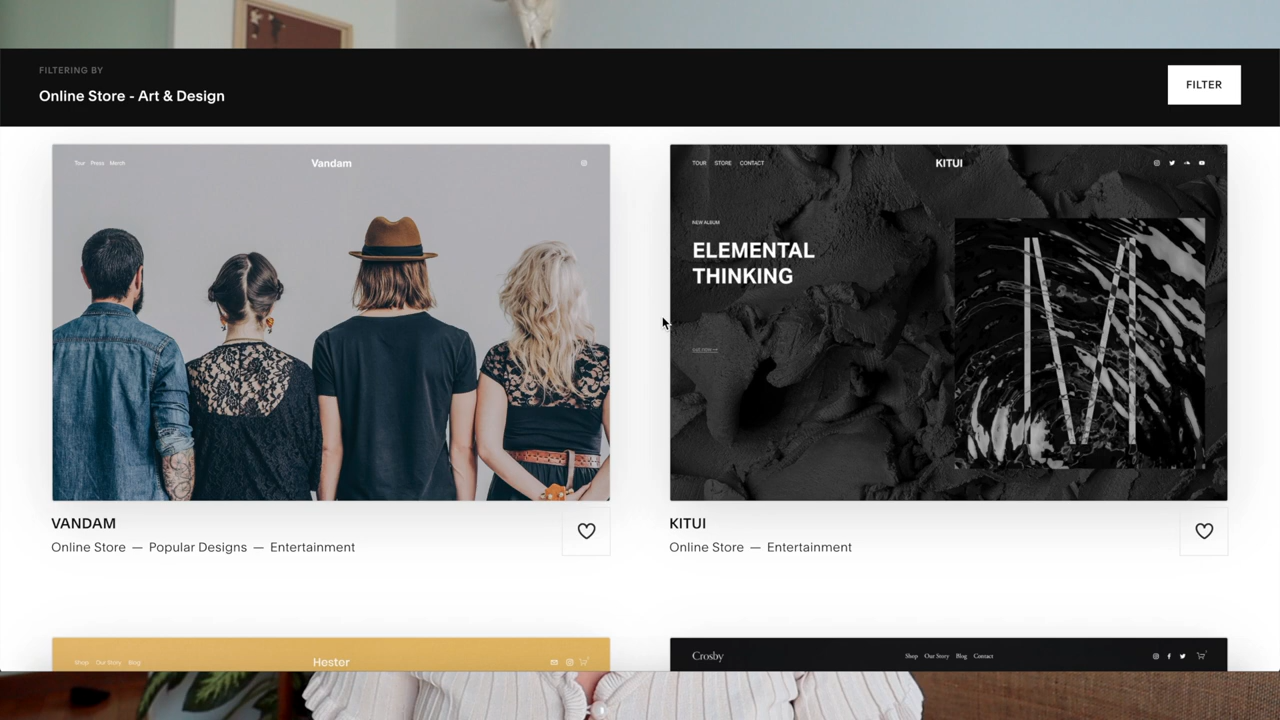 FILTERING BY
Online Store - Art & Design
FILTER
Tour Press Merch
Vandam
TOUR STORE CONTACT
KITUI
NEW ALBUM
ELEMENTAL
THINKING
VANDAM
Online Store — Popular Designs — Entertainment
KITUI
Online Store — Entertainment
Shop Our Story Blog
Hester
Crosby
Shop Our Story Blog Contact